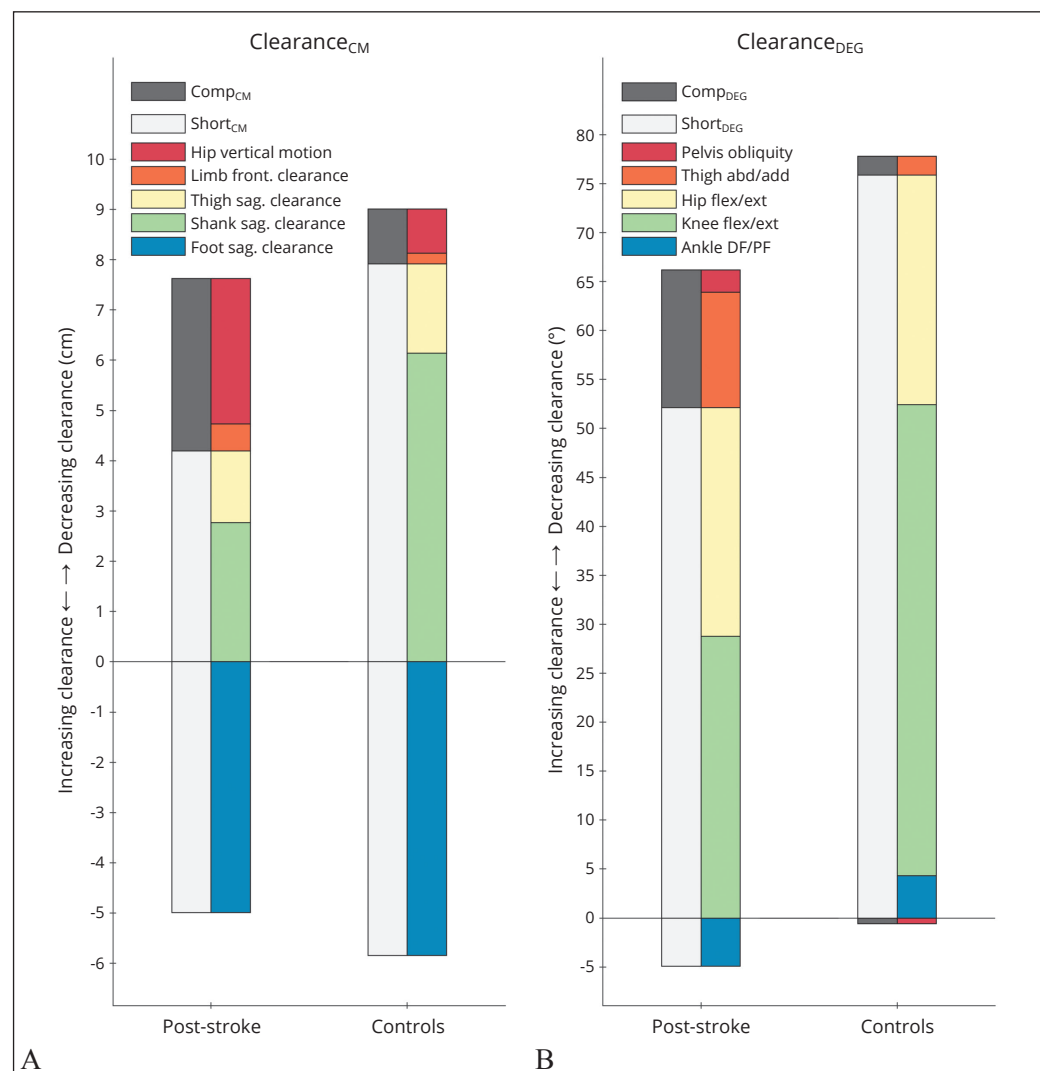 Clearance_CM
Comp_CM
Short_CM
Hip vertical motion
Limb front. clearance
Thigh sag. clearance
Shank sag. clearance
Foot sag. clearance
Increasing clearance ←→ Decreasing clearance (cm)
10
9
8
7
6
5
4
3
2
1
0
-1
-2
-3
-4
-5
-6
Post-stroke
Controls
A
Clearance_DEG
Comp_DEG
Short_DEG
Pelvis obliquity
Thigh abd/add
Hip flex/ext
Knee flex/ext
Ankle DF/PF
Increasing clearance ←→ Decreasing clearance (°)
80
75
70
65
60
55
50
45
40
35
30
25
20
15
10
5
0
-5
Post-stroke
Controls
B